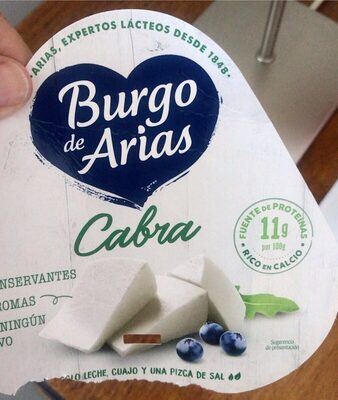 ARIAS, EXPERTOS LÁCTEOS DESDE 1848
Burgo
de Arias
Cabra
FUENTE DE PROTEÍNAS
11g
por 100g
RICO EN CALCIO
NSERVANTES
ROMAS
NINGÚN
VO
Sugerencia
de presentación
SOLO LECHE, CUAJO Y UNA PIZCA DE SAL